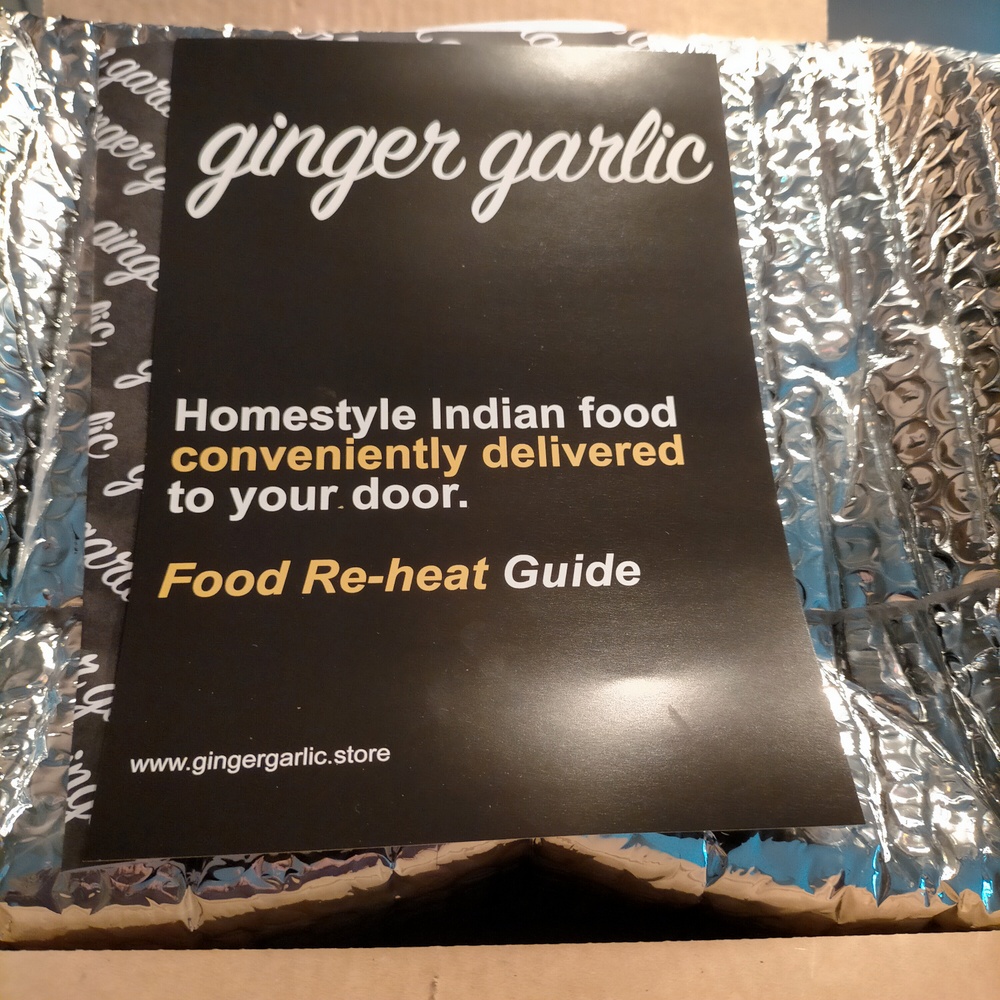 ginger garlic
Homestyle Indian food
conveniently delivered
to your door.
Food Re-heat Guide
www.gingergarlic.store